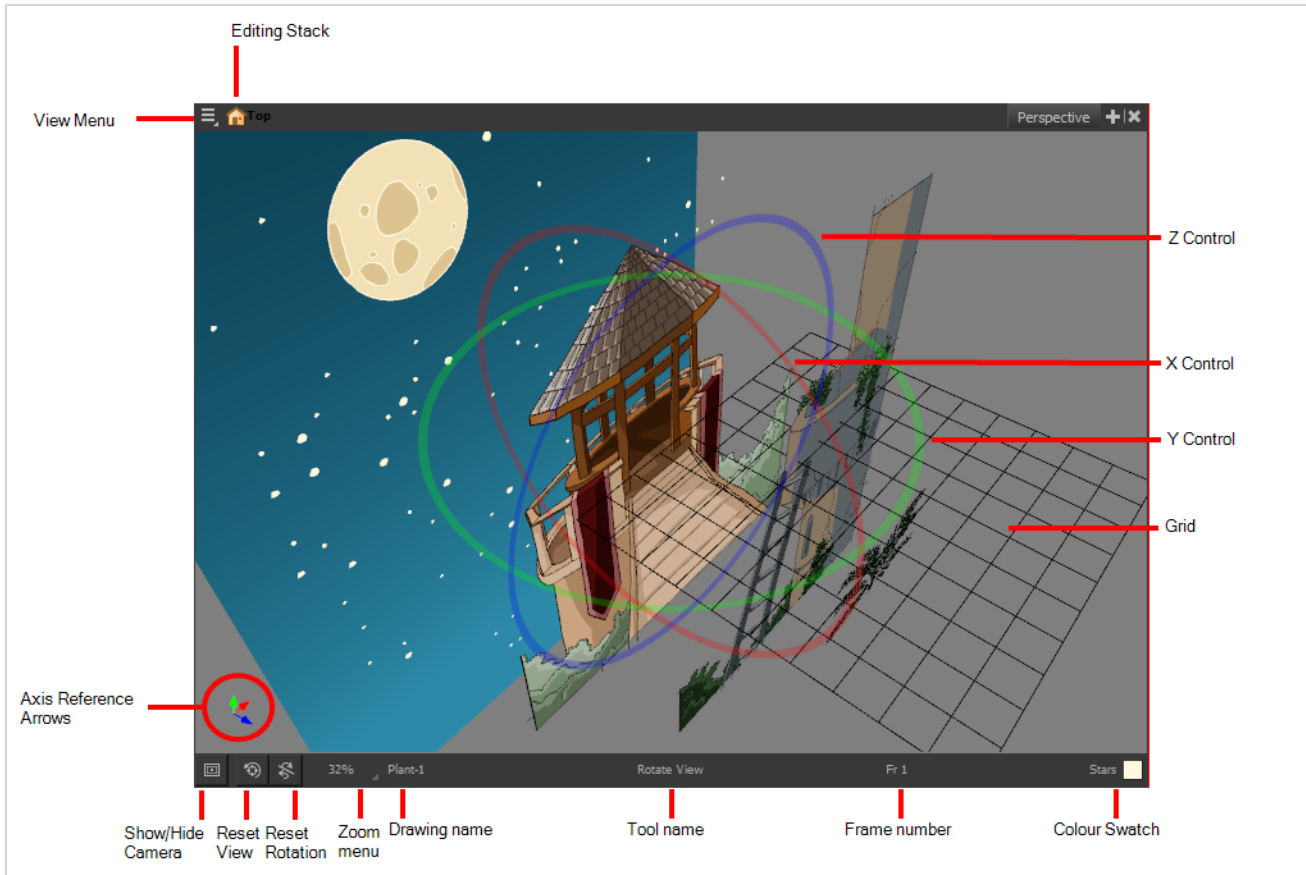 Editing Stack
View Menu
Top
Perspective
Z Control
X Control
Y Control
Grid
Axis Reference
Arrows
32%
Plant-1
Rotate View
Fr 1
Stars
Show/Hide
Camera
Reset
View
Reset
Rotation
Zoom
menu
Drawing name
Tool name
Frame number
Colour Swatch